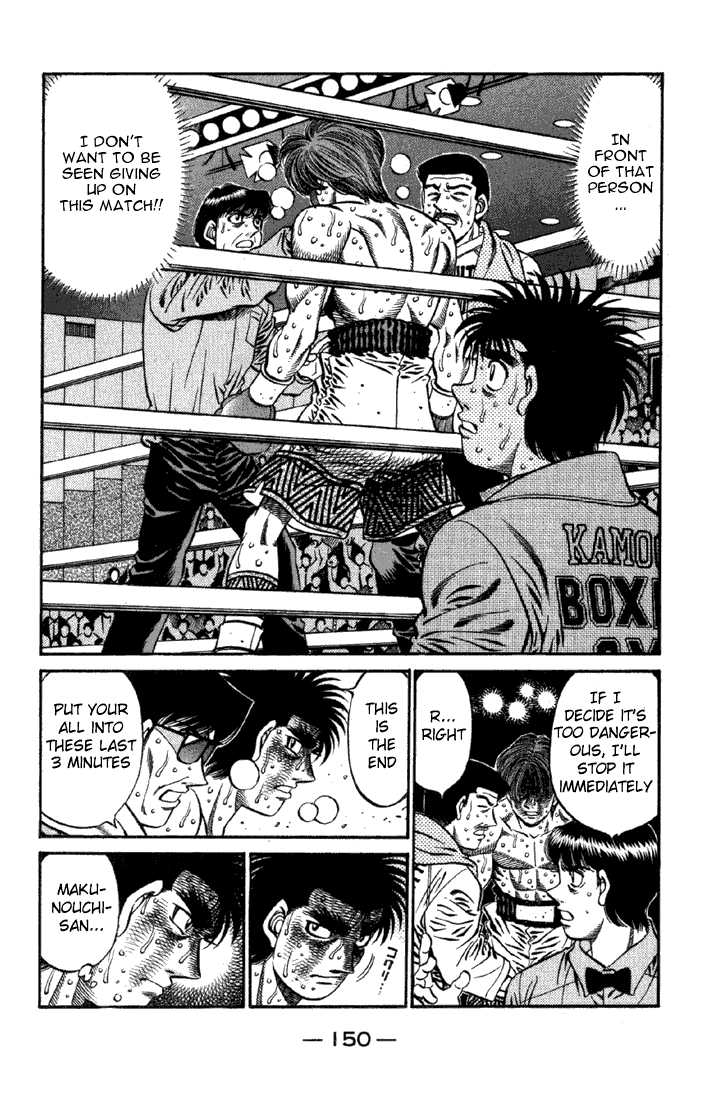 IN
FRONT
OF THAT
PERSON
...
I DON'T
WANT TO BE
SEEN GIVING
UP ON
THIS MATCH!!
KAMO
BOX
IF I
DECIDE IT'S
TOO DANGER-
OUS, I'LL
STOP IT
IMMEDIATELY
R...
RIGHT
THIS
IS
THE
END
PUT YOUR
ALL INTO
THESE LAST
3 MINUTES
MAKU-
NOUCHI-
SAN...
— 150 —